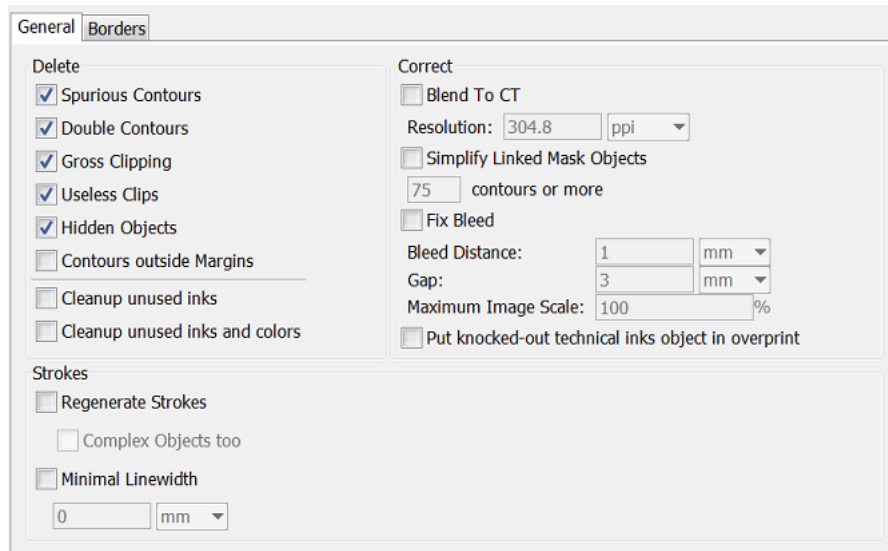 General Borders
Delete
Spurious Contours
Double Contours
Gross Clipping
Useless Clips
Hidden Objects
Contours outside Margins
Cleanup unused inks
Cleanup unused inks and colors
Correct
Blend To CT
Resolution: 304.8 ppi
Simplify Linked Mask Objects
75 contours or more
Fix Bleed
Bleed Distance: 1 mm
Gap: 3 mm
Maximum Image Scale: 100 %
Put knocked-out technical inks object in overprint
Strokes
Regenerate Strokes
Complex Objects too
Minimal Linewidth
0 mm